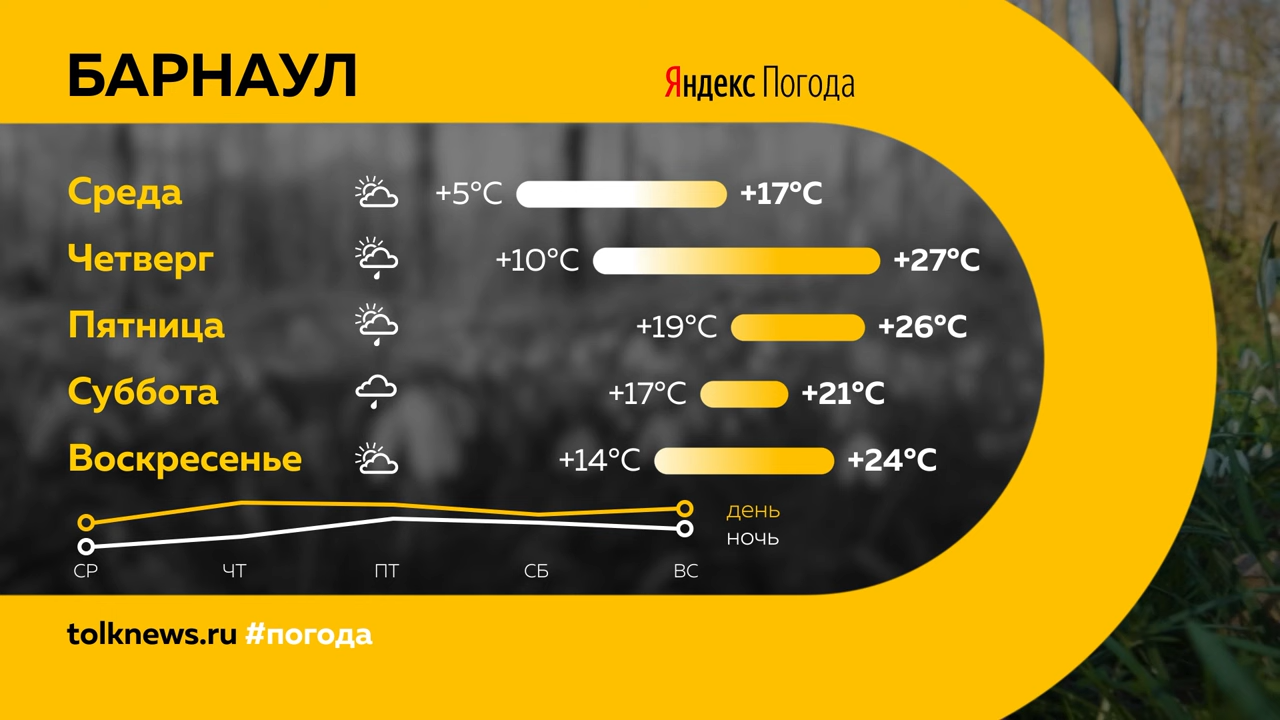 БАРНАУЛ
Яндекс Погода
Среда +5°C +17°C
Четверг +10°C +27°C
Пятница +19°C +26°C
Суббота +17°C +21°C
Воскресенье +14°C +24°C
день
ночь
СР ЧТ ПТ СБ ВС
tolknews.ru #погода